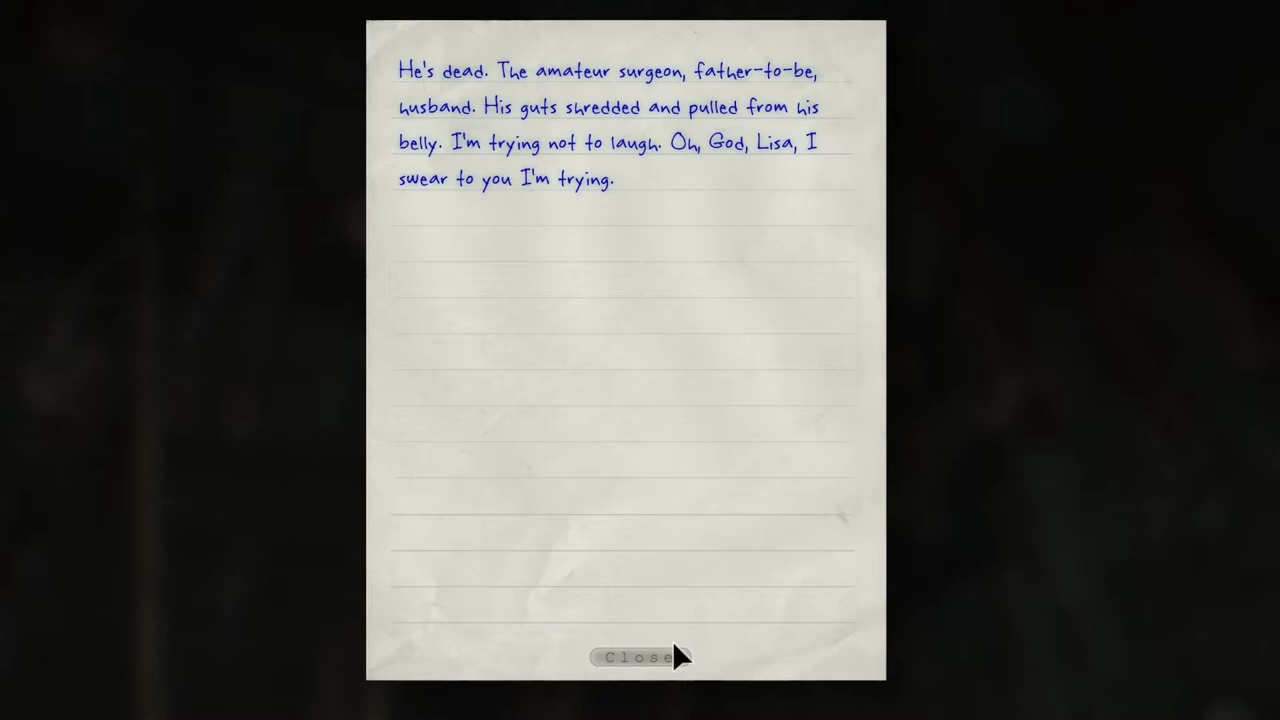 He's dead. The amateur surgeon, father-to-be,
husband. His guts shredded and pulled from his
belly. I'm trying not to laugh. Oh, God, Lisa, I
swear to you I'm trying.
Close